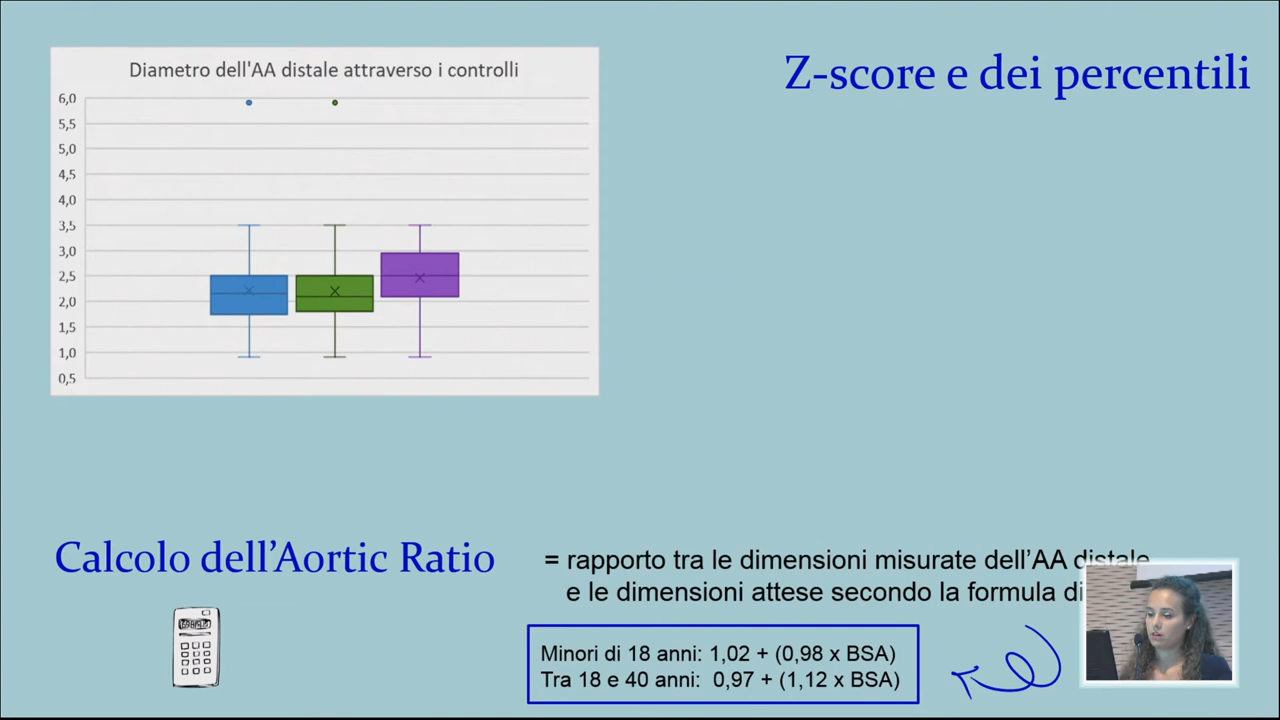 Diametro dell'AA distale attraverso i controlli
Z-score e dei percentili
6,0
5,5
5,0
4,5
4,0
3,5
3,0
2,5
2,0
1,5
1,0
0,5
Calcolo dell'Aortic Ratio
= rapporto tra le dimensioni misurate dell'AA distale
e le dimensioni attese secondo la formula di
Minori di 18 anni: 1,02 + (0,98 x BSA)
Tra 18 e 40 anni: 0,97 + (1,12 x BSA)